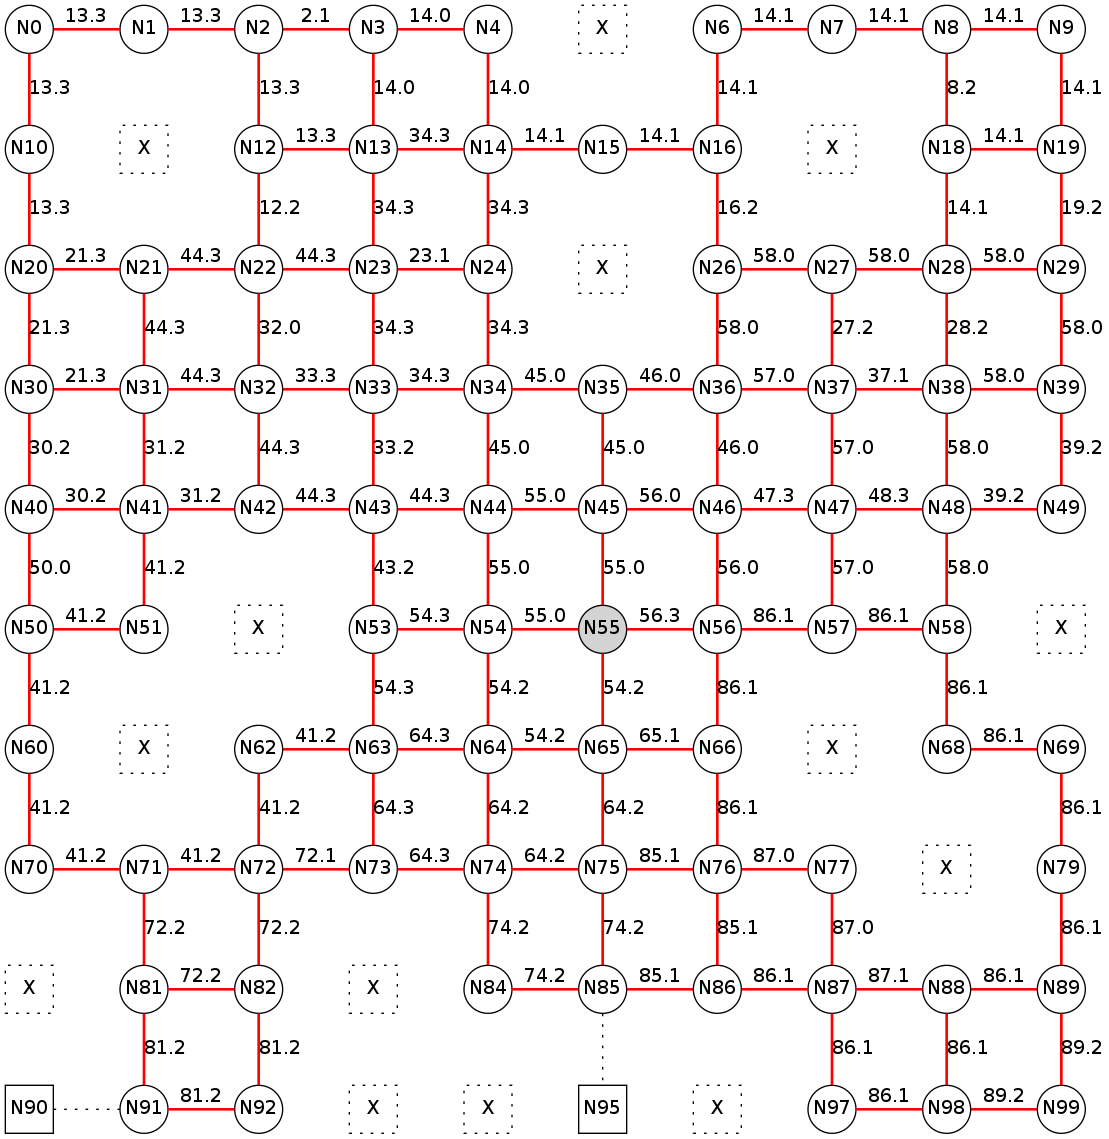 13.3 13.3 2.1 14.0 14.1 14.1 14.1
N0 N1 N2 N3 N4 X N6 N7 N8 N9
13.3 13.3 14.0 14.0 14.1 8.2 14.1
13.3 34.3 14.1 14.1 14.1
N10 X N12 N13 N14 N15 N16 X N18 N19
13.3 12.2 34.3 34.3 16.2 14.1 19.2
21.3 44.3 44.3 23.1 58.0 58.0 58.0
N20 N21 N22 N23 N24 X N26 N27 N28 N29
21.3 44.3 32.0 34.3 34.3 58.0 27.2 28.2 58.0
21.3 44.3 33.3 34.3 45.0 46.0 57.0 37.1 58.0
N30 N31 N32 N33 N34 N35 N36 N37 N38 N39
30.2 31.2 44.3 33.2 45.0 45.0 46.0 57.0 58.0 39.2
30.2 31.2 44.3 44.3 55.0 56.0 47.3 48.3 39.2
N40 N41 N42 N43 N44 N45 N46 N47 N48 N49
50.0 41.2 43.2 55.0 55.0 56.0 57.0 58.0
41.2 54.3 55.0 56.3 86.1 86.1
N50 N51 X N53 N54 N55 N56 N57 N58 X
41.2 54.3 54.2 54.2 86.1 86.1
41.2 64.3 54.2 65.1 86.1
N60 X N62 N63 N64 N65 N66 X N68 N69
41.2 41.2 64.3 64.2 64.2 86.1 86.1
41.2 41.2 72.1 64.3 64.2 85.1 87.0
N70 N71 N72 N73 N74 N75 N76 N77 X N79
72.2 72.2 74.2 74.2 85.1 87.0 86.1
72.2 74.2 85.1 86.1 87.1 86.1
X N81 N82 X N84 N85 N86 N87 N88 N89
81.2 81.2 86.1 86.1 89.2
81.2 86.1 89.2
N90 N91 N92 X X N95 X N97 N98 N99